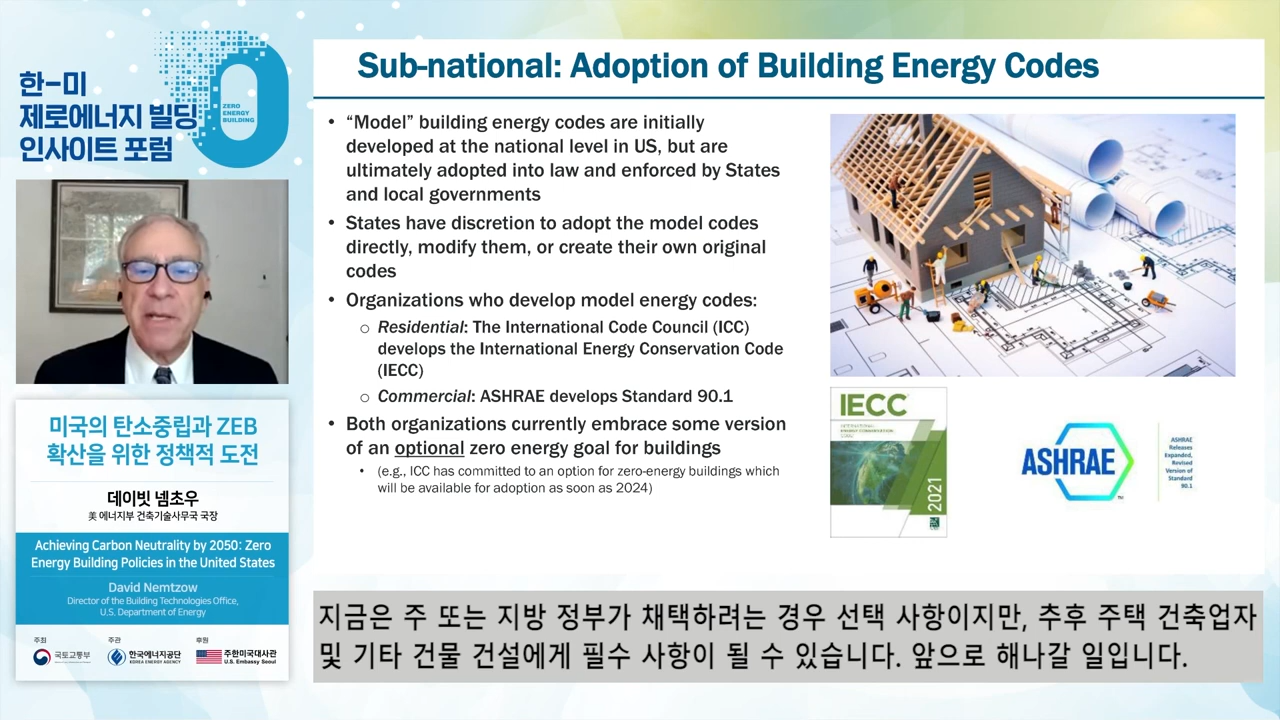 한-미
제로에너지 빌딩
인사이트 포럼
ZERO
ENERGY
BUILDING
미국의 탄소중립과 ZEB
확산을 위한 정책적 도전
데이빗 넴초우
美 에너지부 건축기술사무국 국장
Achieving Carbon Neutrality by 2050: Zero
Energy Building Policies in the United States
David Nemtzow
Director of the Building Technologies Office,
U.S. Department of Energy
주최
국토교통부
주관
한국에너지공단
KOREA ENERGY AGENCY
후원
주한미국대사관
U.S. Embassy Seoul
Sub-national: Adoption of Building Energy Codes
• “Model” building energy codes are initially
developed at the national level in US, but are
ultimately adopted into law and enforced by States
and local governments
• States have discretion to adopt the model codes
directly, modify them, or create their own original
codes
• Organizations who develop model energy codes:
o Residential: The International Code Council (ICC)
develops the International Energy Conservation Code
(IECC)
o Commercial: ASHRAE develops Standard 90.1
• Both organizations currently embrace some version
of an optional zero energy goal for buildings
• (e.g., ICC has committed to an option for zero-energy buildings which
will be available for adoption as soon as 2024)
IECC
2021
ASHRAE
TM
ASHRAE
Releases
Expanded,
Revised
Version of
Standard
90.1
지금은 주 또는 지방 정부가 채택하려는 경우 선택 사항이지만, 추후 주택 건축업자
및 기타 건물 건설에게 필수 사항이 될 수 있습니다. 앞으로 해나갈 일입니다.